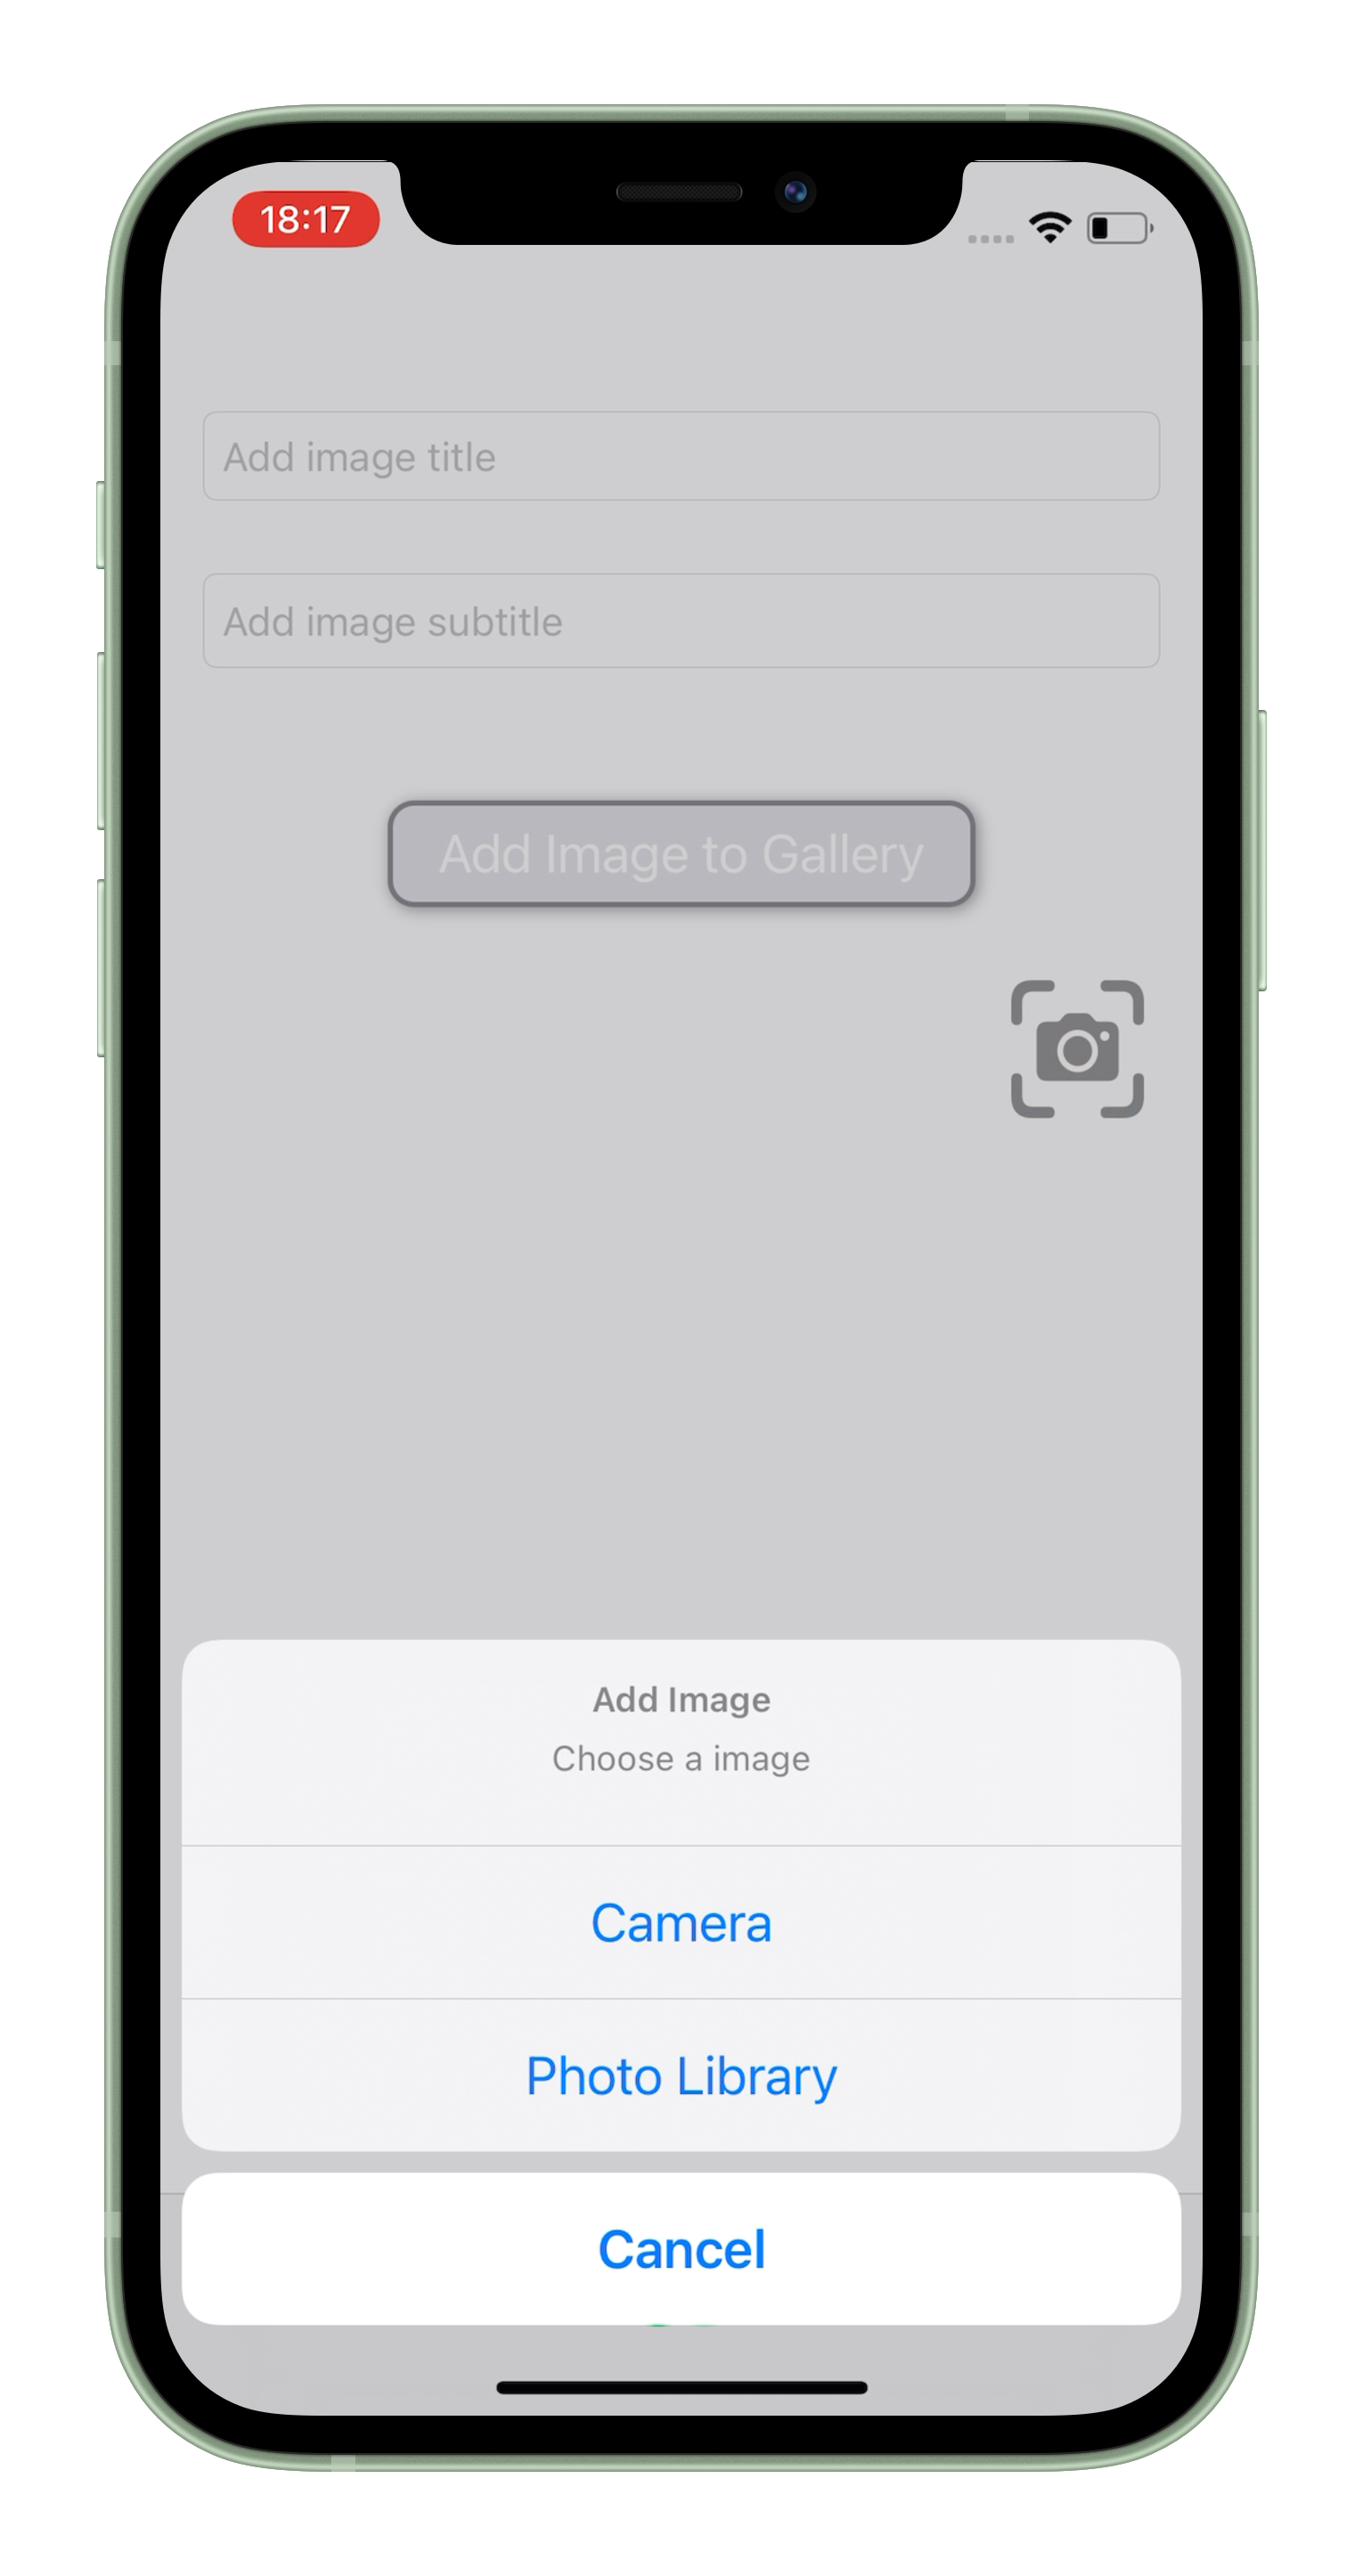 18:17
Add image title
Add image subtitle
Add Image to Gallery
Add Image
Choose a image
Camera
Photo Library
Cancel